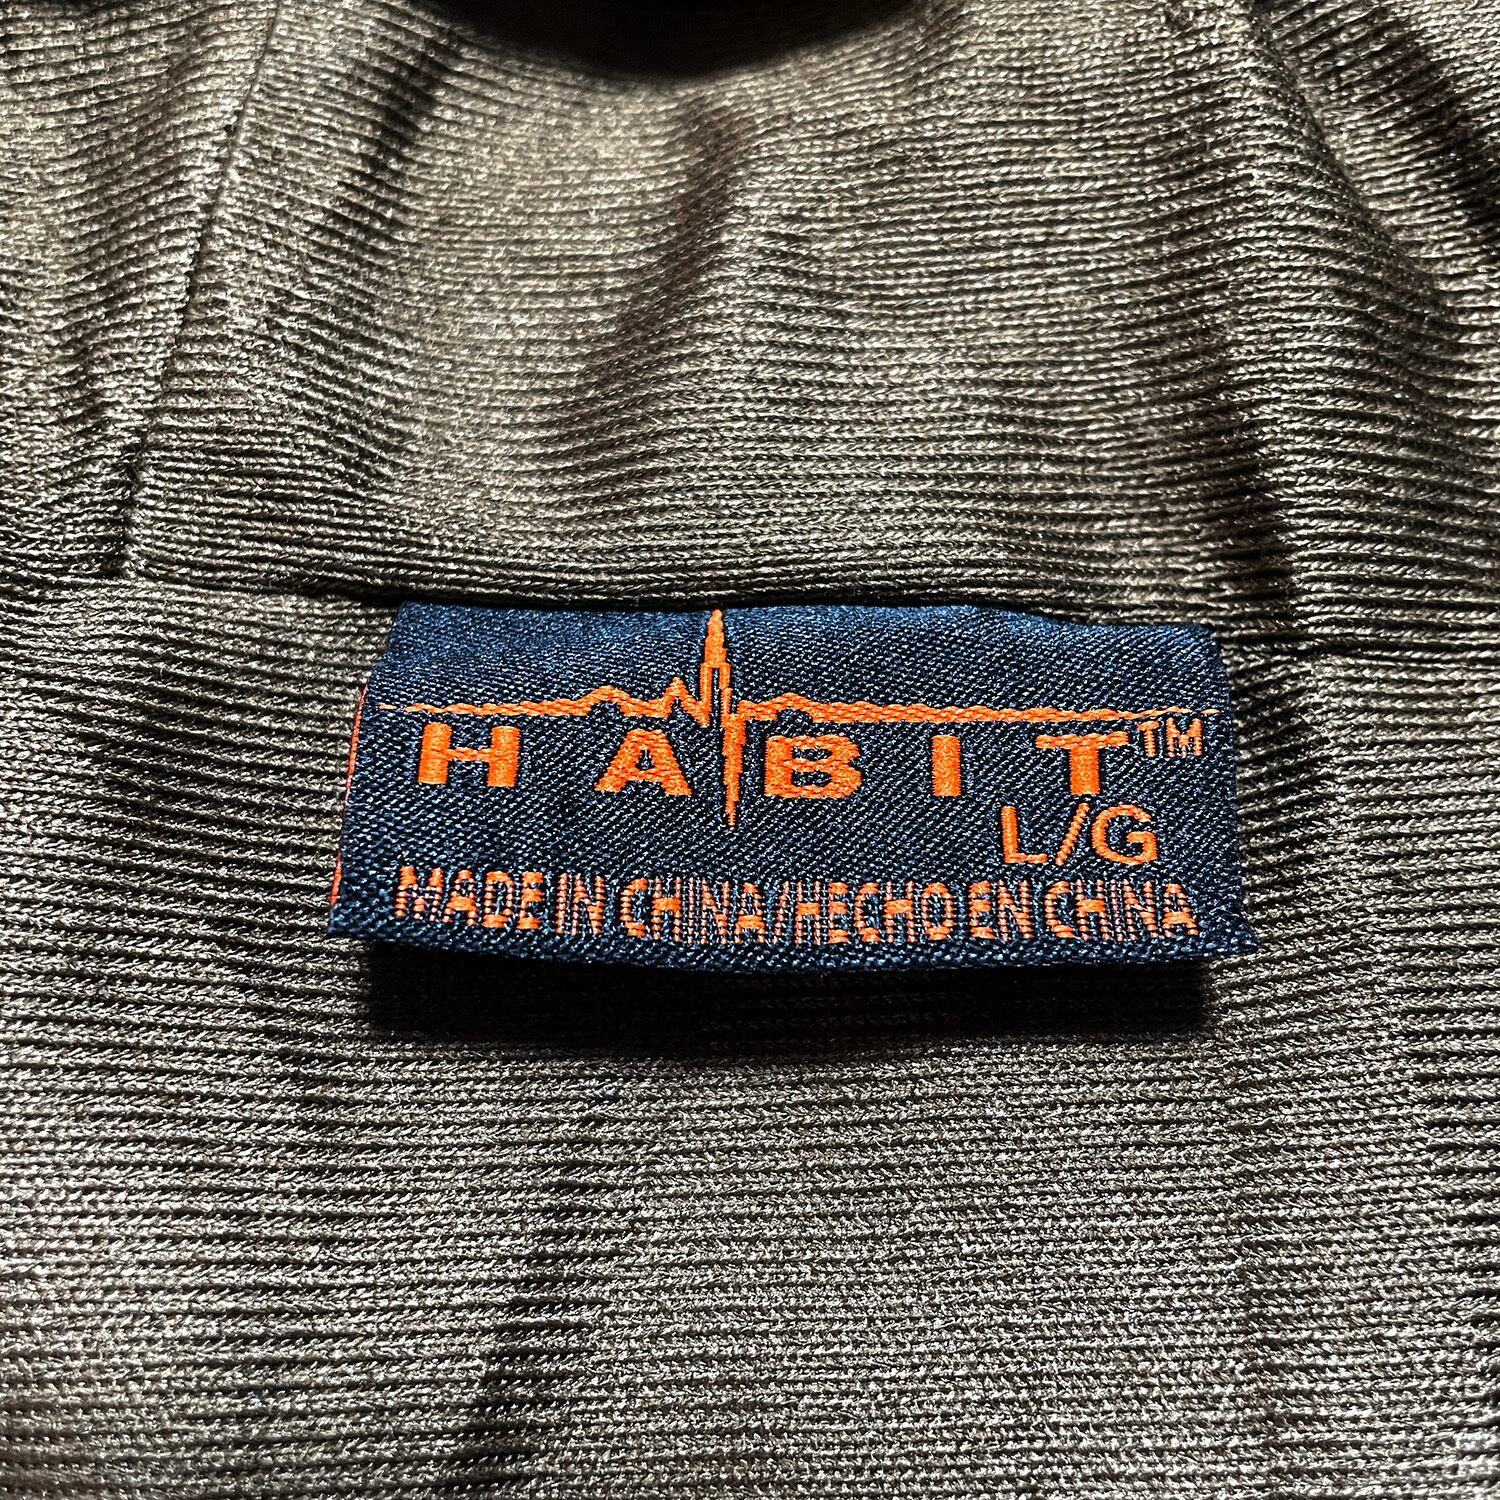 HABIT™
L/G
MADE IN CHINA/HECHO EN CHINA